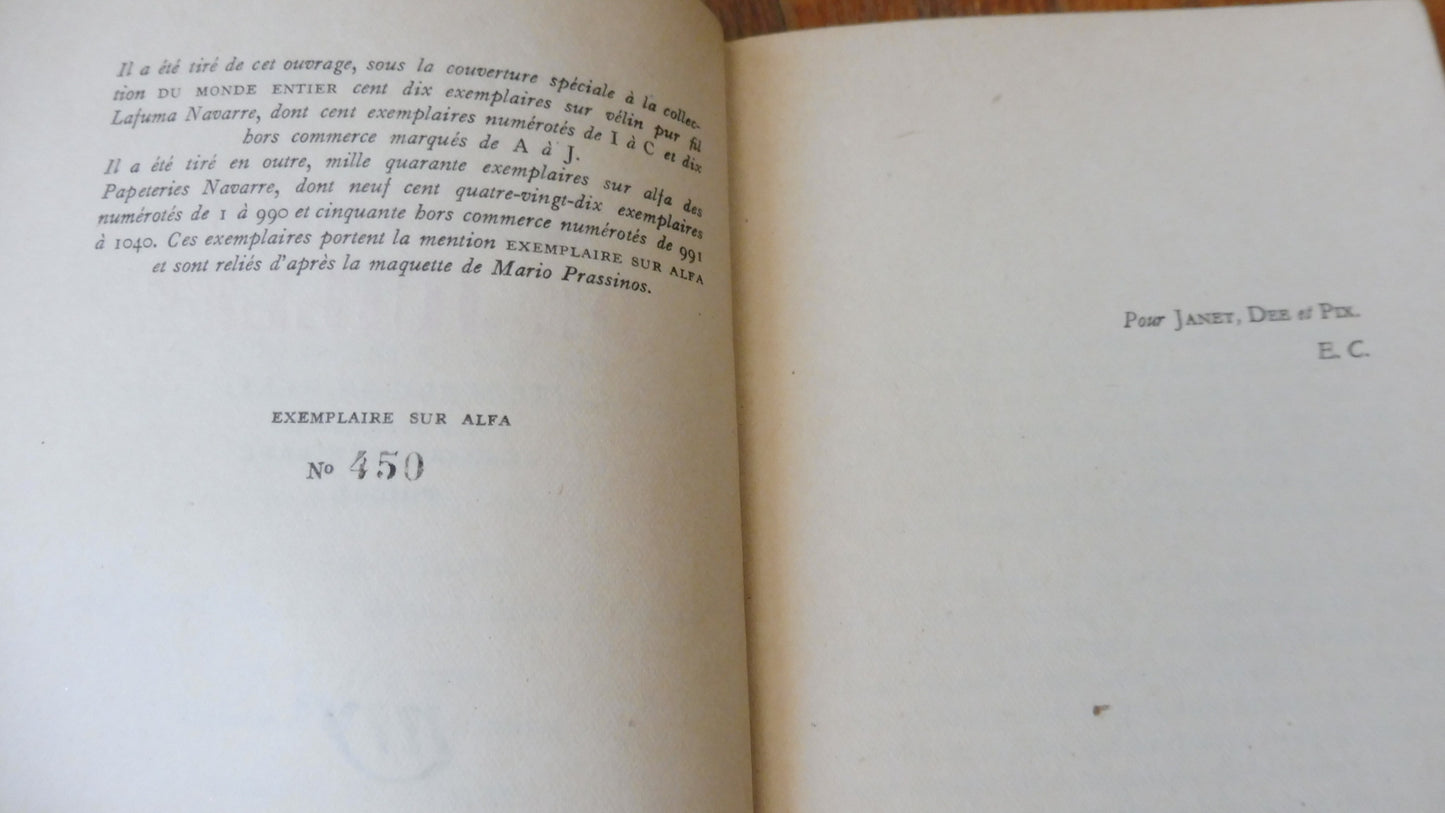 Il a été tiré de cet ouvrage, sous la couverture spéciale à la collec-
tion DU MONDE ENTIER cent dix exemplaires sur vélin pur fil
Lafuma Navarre, dont cent exemplaires numérotés de I à C et dix
hors commerce marqués de A à J.
Il a été tiré en outre, mille quarante exemplaires sur alfa des
Papeteries Navarre, dont neuf cent quatre-vingt-dix exemplaires
numérotés de 1 à 990 et cinquante hors commerce numérotés de 991
à 1040. Ces exemplaires portent la mention EXEMPLAIRE SUR ALFA
et sont reliés d'après la maquette de Mario Prassinos.
EXEMPLAIRE SUR ALFA
No 450
Pour JANET, DEE et PIX.
E. C.